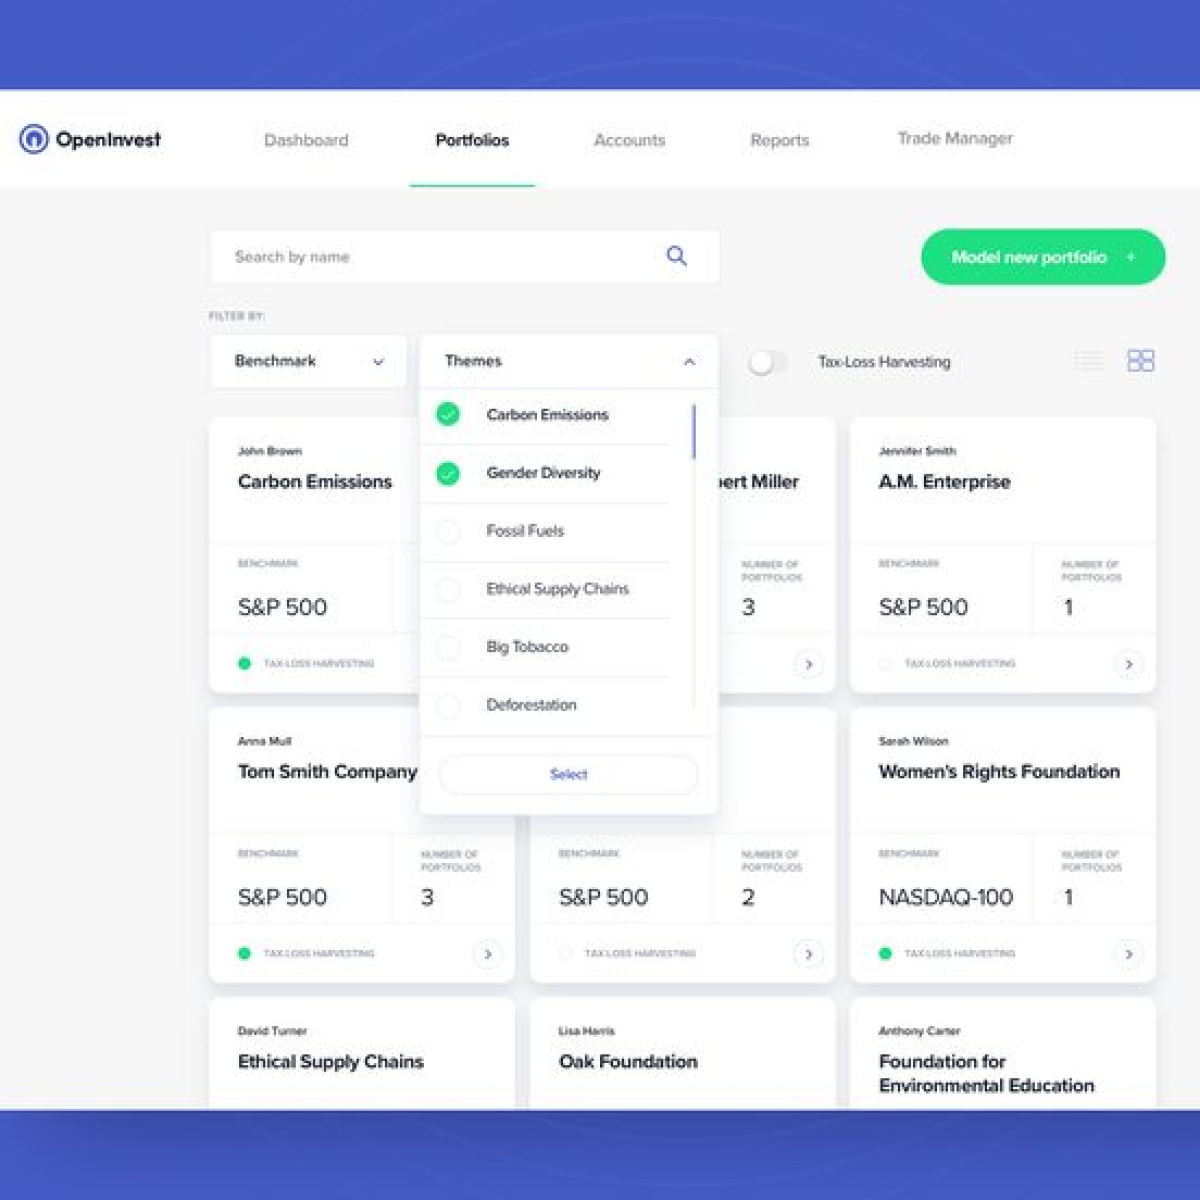 OpenInvest
Dashboard
Portfolios
Accounts
Reports
Trade Manager
Search by name
Model new portfolio +
FILTER BY:
Benchmark
Themes
Tax-Loss Harvesting
Carbon Emissions
Gender Diversity
Fossil Fuels
Ethical Supply Chains
Big Tobacco
Deforestation
Select
John Brown
Carbon Emissions
BENCHMARK
S&P 500
TAX-LOSS HARVESTING
Miller
NUMBER OF
PORTFOLIOS
3
Jennifer Smith
A.M. Enterprise
BENCHMARK
S&P 500
NUMBER OF
PORTFOLIOS
1
TAX-LOSS HARVESTING
Anna Mull
Tom Smith Company
BENCHMARK
S&P 500
NUMBER OF
PORTFOLIOS
3
TAX-LOSS HARVESTING
BENCHMARK
S&P 500
NUMBER OF
PORTFOLIOS
2
TAX-LOSS HARVESTING
Sarah Wilson
Women's Rights Foundation
BENCHMARK
NASDAQ-100
NUMBER OF
PORTFOLIOS
1
TAX-LOSS HARVESTING
David Turner
Ethical Supply Chains
Lisa Harris
Oak Foundation
Anthony Carter
Foundation for
Environmental Education